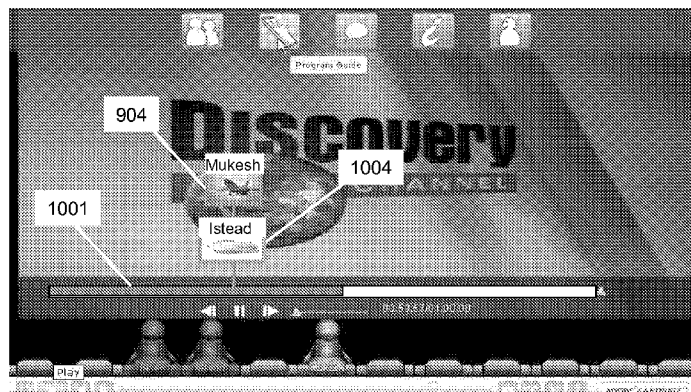 Program Guide
904
DISCOVERY
Mukesh
1004
CHANNEL
1001
Istead
Play